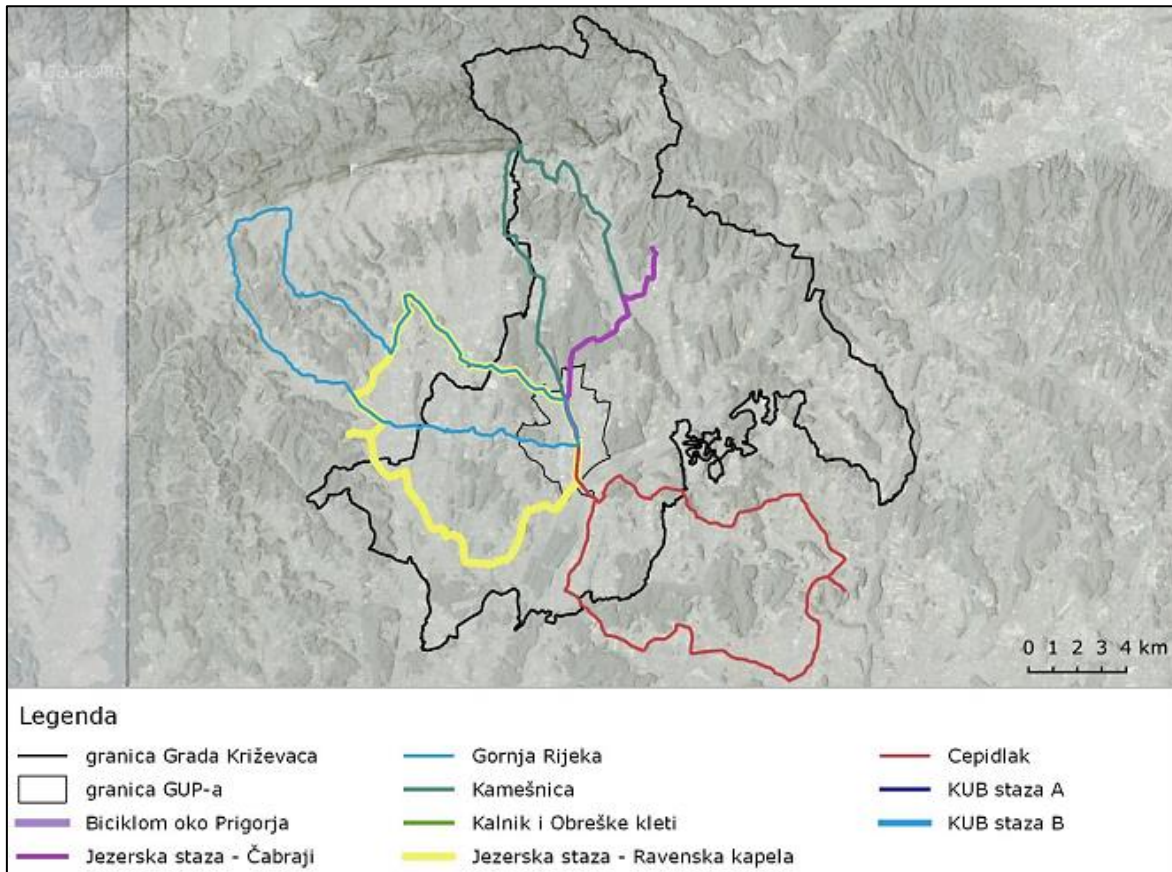 0 1 2 3 4 km
Legenda
granica Grada Križevaca
granica GUP-a
Biciklom oko Prigorja
Jezerska staza - Čabraji
Gornja Rijeka
Kamešnica
Kalnik i Obreške kleti
Jezerska staza - Ravenska kapela
Cepidlak
KUB staza A
KUB staza B